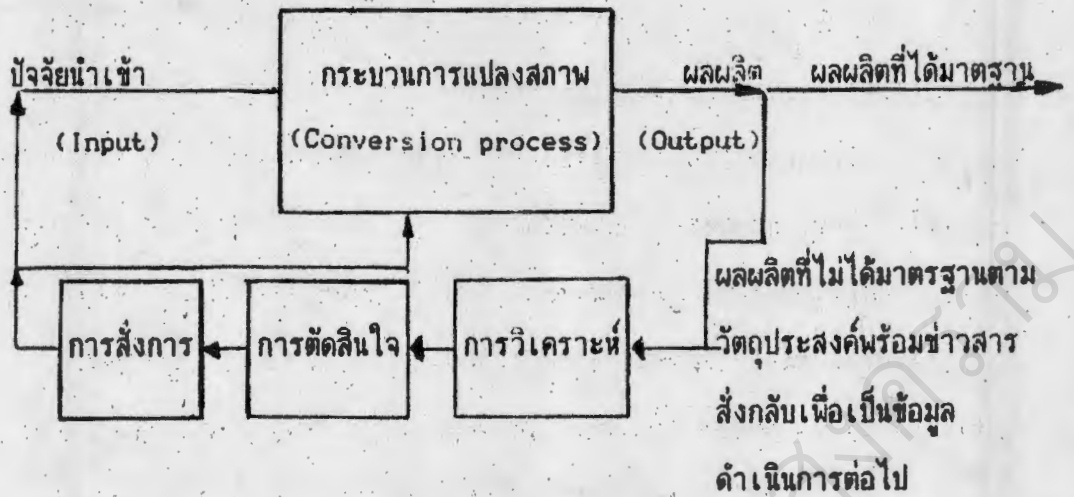 ปัจจัยนำเข้า
(Input)
กระบวนการแปลงสภาพ
(Conversion process)
ผลผลิต
(Output)
ผลผลิตที่ได้มาตฐาน
ผลผลิตที่ไม่ได้มาตรฐานตาม
วัตถุประสงค์พร้อมข่าวสาร
สั่งกลับเพื่อเป็นข้อมูล
ดำเนินการต่อไป
การวิเคราะห์
การตัดสินใจ
การสั่งการ